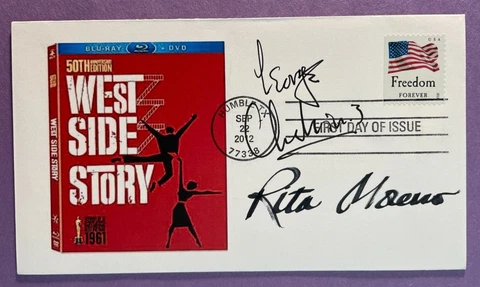 BLU-RAY + DVD
50TH ANNIVERSARY
EDITION
WEST
SIDE
STORY
WEST SIDE STORY
1961
George
Chakiris
HUMBLE, TX
SEP
22
2012
77338
FIRST DAY OF ISSUE
USA
Freedom
FOREVER
Rita Moreno